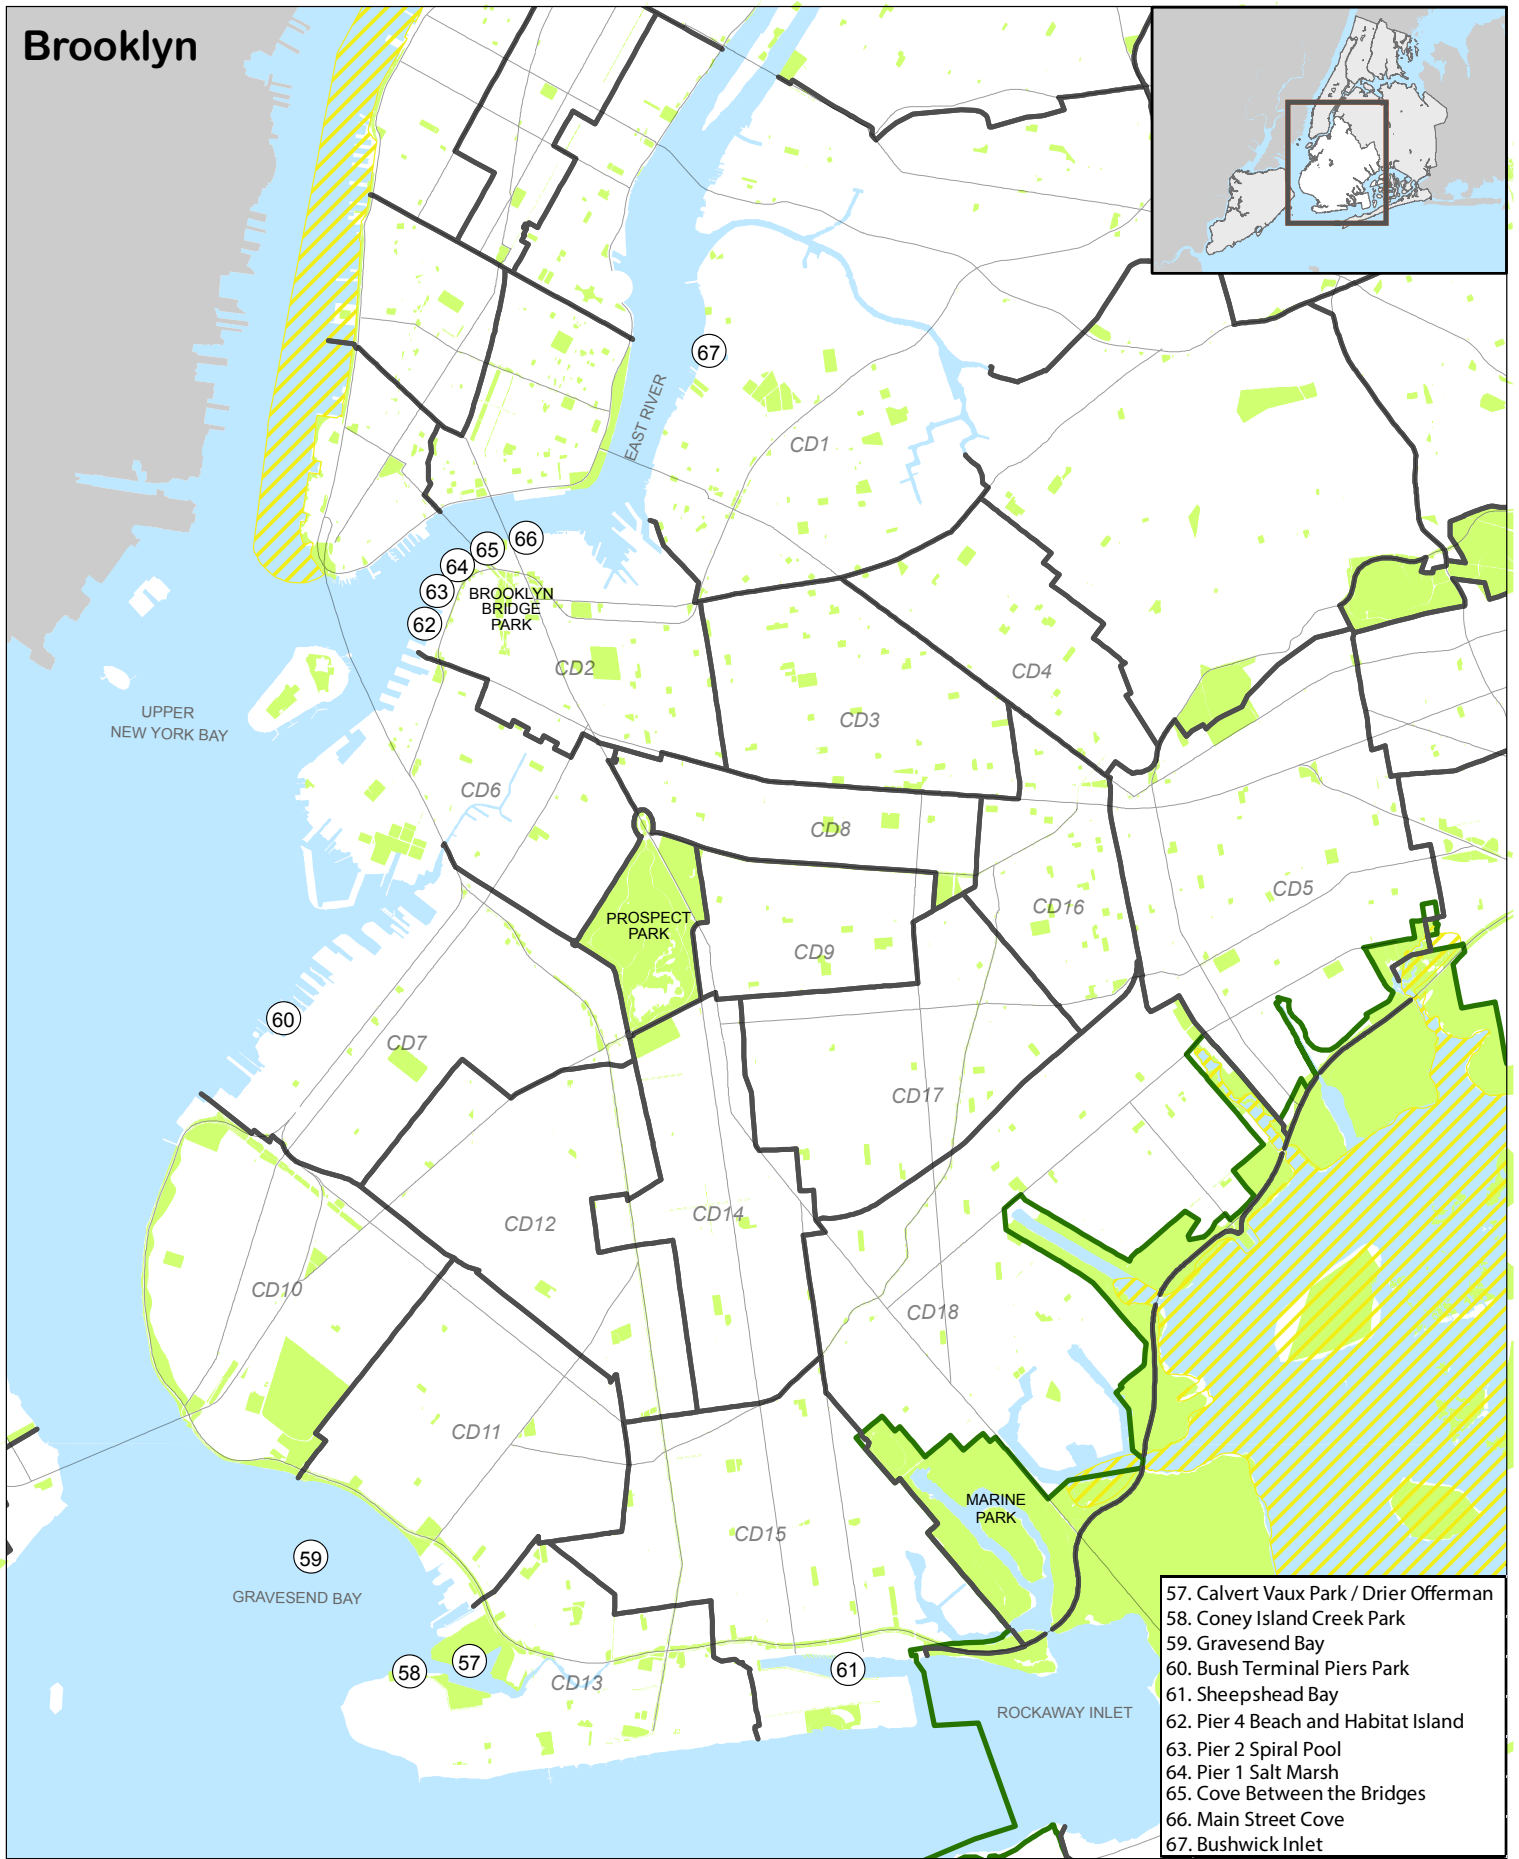 Brooklyn
67
EAST RIVER
CD1
66
65
64
63
BROOKLYN
BRIDGE
PARK
62
CD2
CD4
UPPER
NEW YORK BAY
CD3
CD6
CD8
CD5
CD16
PROSPECT
PARK
CD9
60
CD7
CD17
CD12
CD14
CD10
CD18
CD11
MARINE
PARK
CD15
59
GRAVESEND BAY
57
58
61
CD13
ROCKAWAY INLET
57. Calvert Vaux Park / Drier Offerman
58. Coney Island Creek Park
59. Gravesend Bay
60. Bush Terminal Piers Park
61. Sheepshead Bay
62. Pier 4 Beach and Habitat Island
63. Pier 2 Spiral Pool
64. Pier 1 Salt Marsh
65. Cove Between the Bridges
66. Main Street Cove
67. Bushwick Inlet